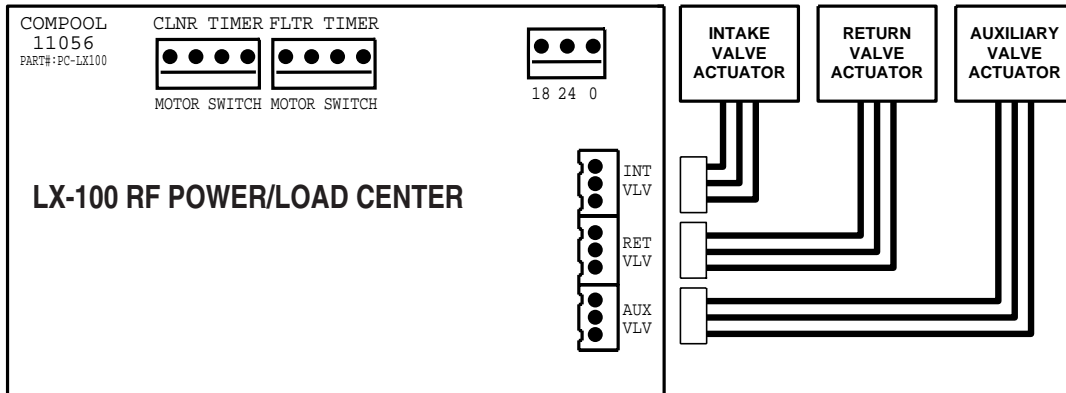 COMPOOL
11056
PART#:PC-LX100
CLNR TIMER FLTR TIMER
MOTOR SWITCH MOTOR SWITCH
18 24 0
INTAKE
VALVE
ACTUATOR
RETURN
VALVE
ACTUATOR
AUXILIARY
VALVE
ACTUATOR
LX-100 RF POWER/LOAD CENTER
INT
VLV
RET
VLV
AUX
VLV